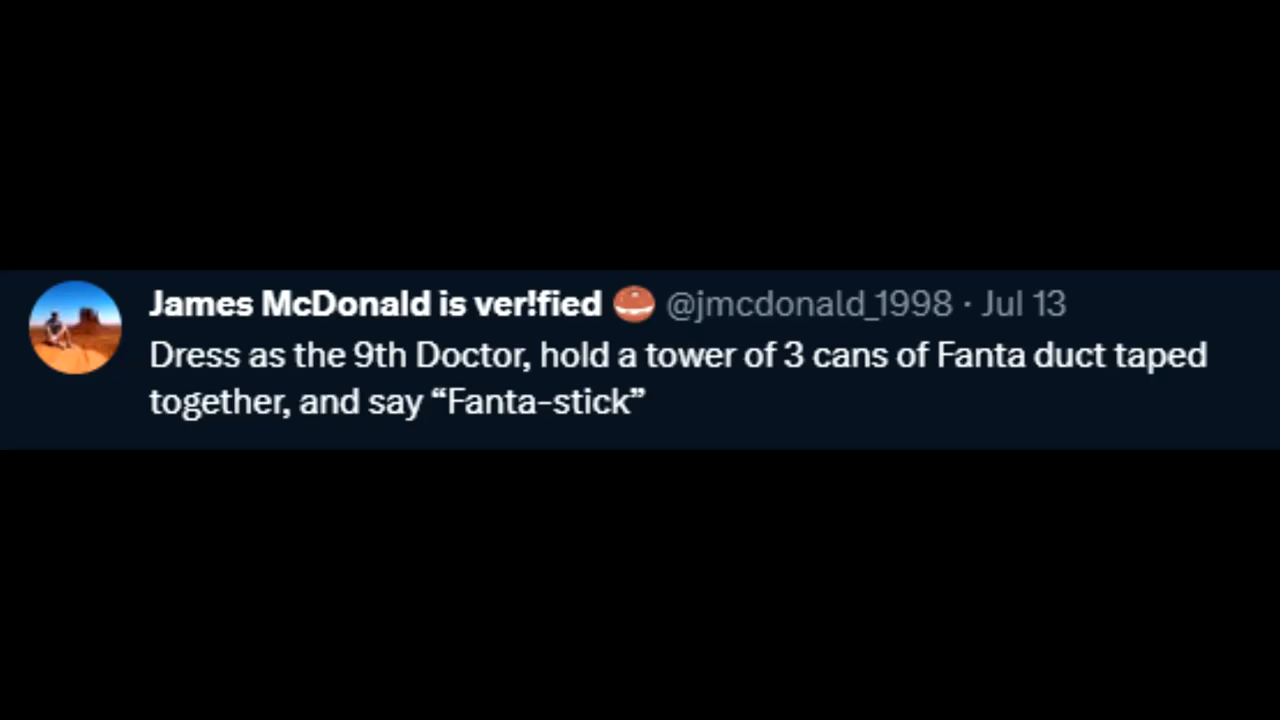 James McDonald is ver!fied @jmcdonald_1998 · Jul 13
Dress as the 9th Doctor, hold a tower of 3 cans of Fanta duct taped
together, and say “Fanta-stick”